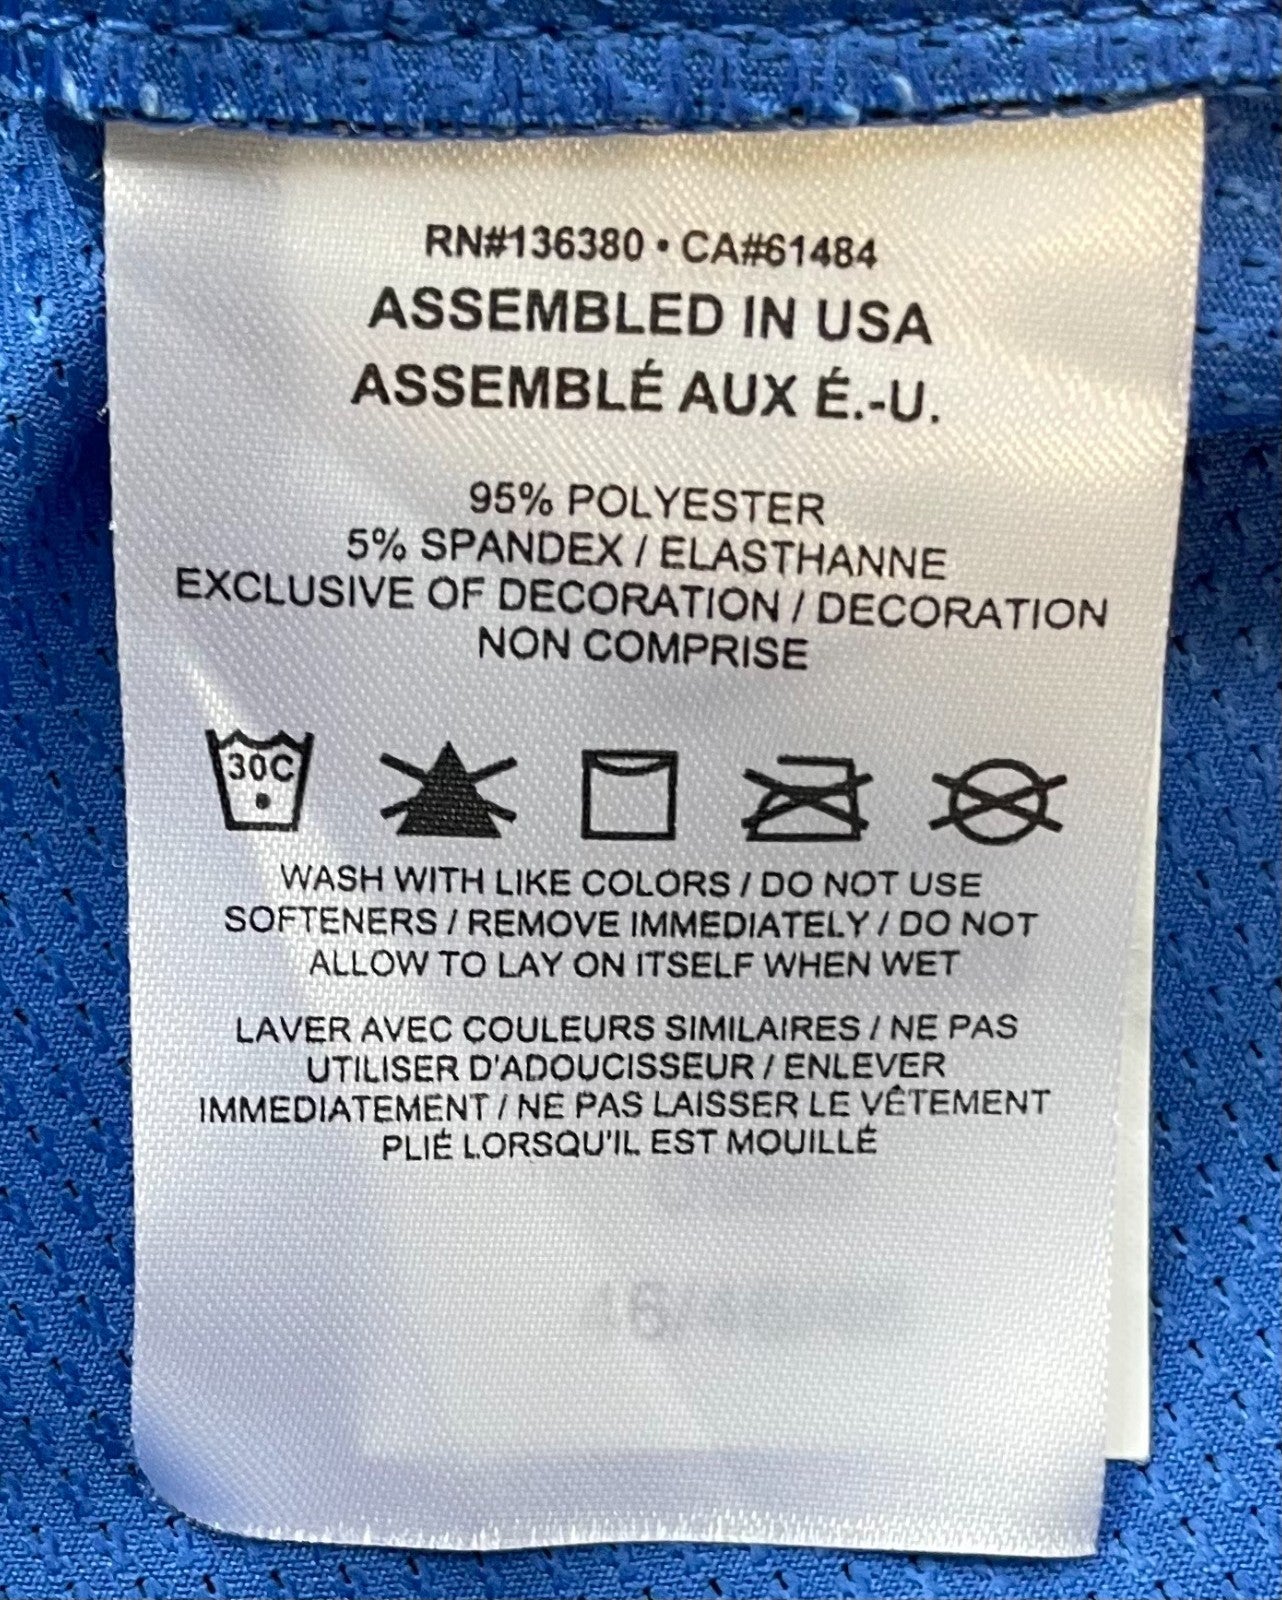 RN#136380 • CA#61484
ASSEMBLED IN USA
ASSEMBLÉ AUX É.-U.
95% POLYESTER
5% SPANDEX / ELASTHANNE
EXCLUSIVE OF DECORATION / DECORATION
NON COMPRISE
30C
WASH WITH LIKE COLORS / DO NOT USE
SOFTENERS / REMOVE IMMEDIATELY / DO NOT
ALLOW TO LAY ON ITSELF WHEN WET
LAVER AVEC COULEURS SIMILAIRES / NE PAS
UTILISER D'ADOUCISSEUR / ENLEVER
IMMEDIATEMENT / NE PAS LAISSER LE VÊTEMENT
PLIÉ LORSQU'IL EST MOUILLÉ